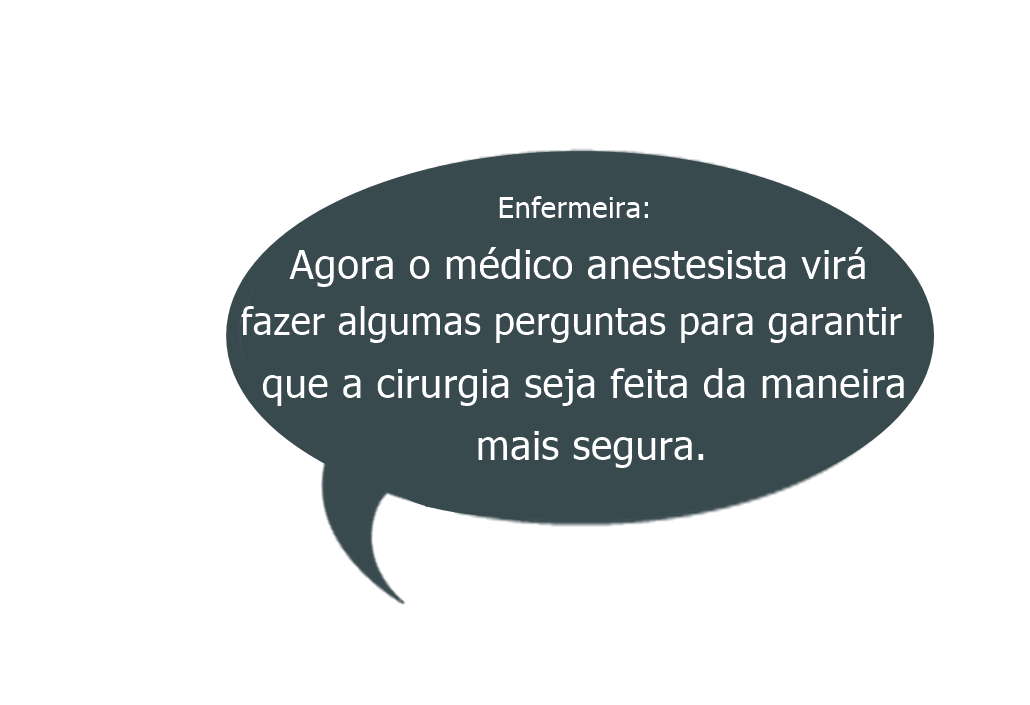 Enfermeira:
Agora o médico anestesista virá
fazer algumas perguntas para garantir
que a cirurgia seja feita da maneira
mais segura.